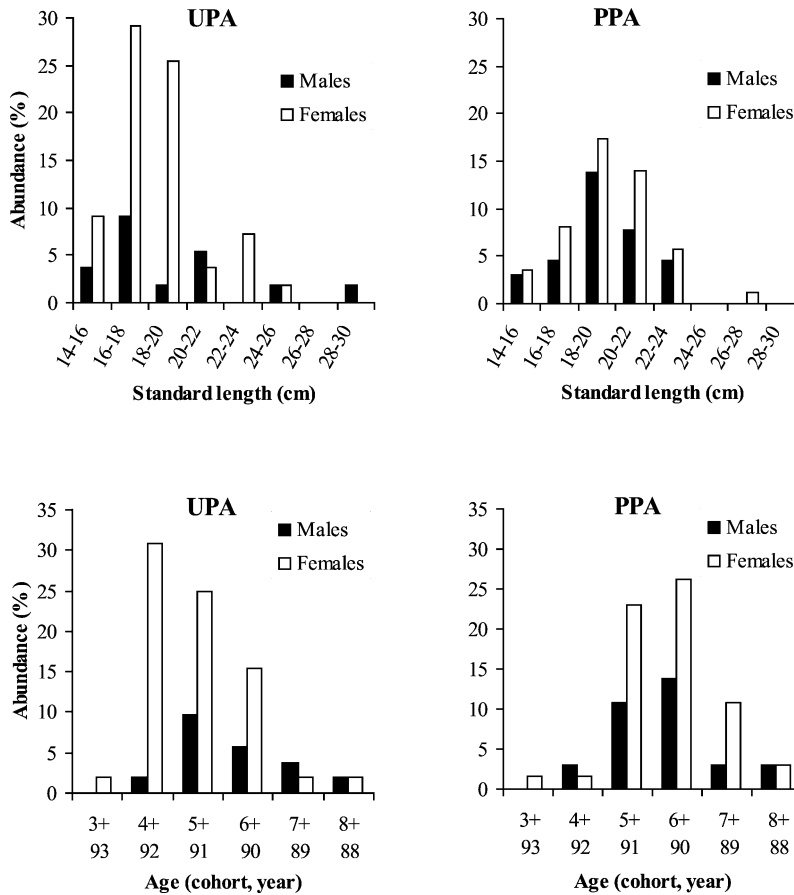 UPA
30
25
20
15
10
5
0
Abundance (%)
Males
Females
14-16
16-18
18-20
20-22
22-24
24-26
26-28
28-30
Standard length (cm)
PPA
30
25
20
15
10
5
0
Males
Females
14-16
16-18
18-20
20-22
22-24
24-26
26-28
28-30
Standard length (cm)
UPA
35
30
25
20
15
10
5
0
Abundance (%)
Males
Females
3+ 4+ 5+ 6+ 7+ 8+
93 92 91 90 89 88
Age (cohort, year)
PPA
35
30
25
20
15
10
5
0
Males
Females
3+ 4+ 5+ 6+ 7+ 8+
93 92 91 90 89 88
Age (cohort, year)